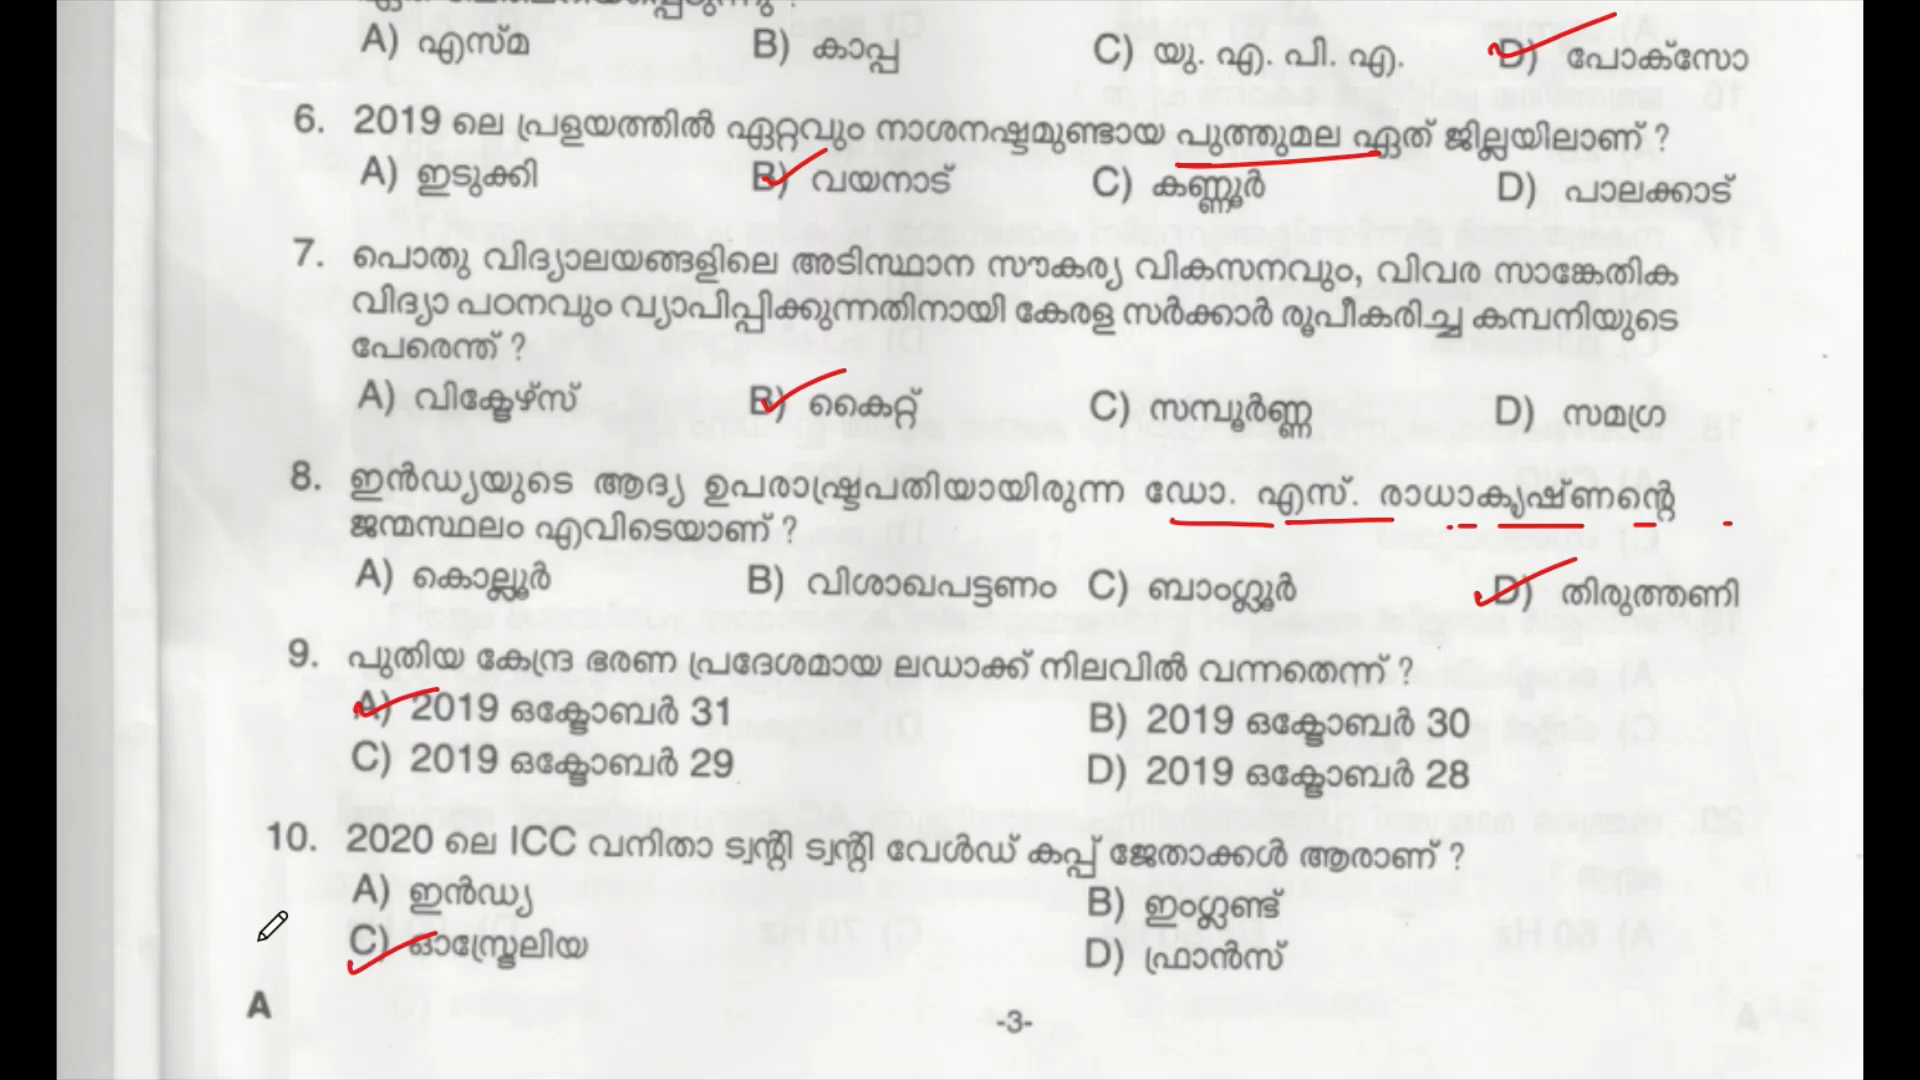 A) എസ്മ B) കാപ്പ C) യു. എ. പി. എ. D) പോക്സോ
6. 2019 ലെ പ്രളയത്തിൽ ഏറ്റവും നാശനഷ്ടമുണ്ടായ പുത്തുമല ഏത് ജില്ലയിലാണ് ?
A) ഇടുക്കി B) വയനാട് C) കണ്ണൂർ D) പാലക്കാട്
7. പൊതു വിദ്യാലയങ്ങളിലെ അടിസ്ഥാന സൗകര്യ വികസനവും, വിവര സാങ്കേതിക
വിദ്യാ പഠനവും വ്യാപിപ്പിക്കുന്നതിനായി കേരള സർക്കാർ രൂപീകരിച്ച കമ്പനിയുടെ
പേരെന്ത് ?
A) വിക്ടേഴ്സ് B) കൈറ്റ് C) സമ്പൂർണ്ണ D) സമഗ്ര
8. ഇൻഡ്യയുടെ ആദ്യ ഉപരാഷ്ട്രപതിയായിരുന്ന ഡോ. എസ്. രാധാകൃഷ്ണന്റെ
ജന്മസ്ഥലം എവിടെയാണ് ?
A) കൊല്ലൂർ B) വിശാഖപട്ടണം C) ബാംഗ്ലൂർ D) തിരുത്തണി
9. പുതിയ കേന്ദ്ര ഭരണ പ്രദേശമായ ലഡാക്ക് നിലവിൽ വന്നതെന്ന് ?
A) 2019 ഒക്ടോബർ 31 B) 2019 ഒക്ടോബർ 30
C) 2019 ഒക്ടോബർ 29 D) 2019 ഒക്ടോബർ 28
10. 2020 ലെ ICC വനിതാ ട്വന്റി ട്വന്റി വേൾഡ് കപ്പ് ജേതാക്കൾ ആരാണ് ?
A) ഇൻഡ്യ B) ഇംഗ്ലണ്ട്
C) ഓസ്ട്രേലിയ D) ഫ്രാൻസ്
A -3-